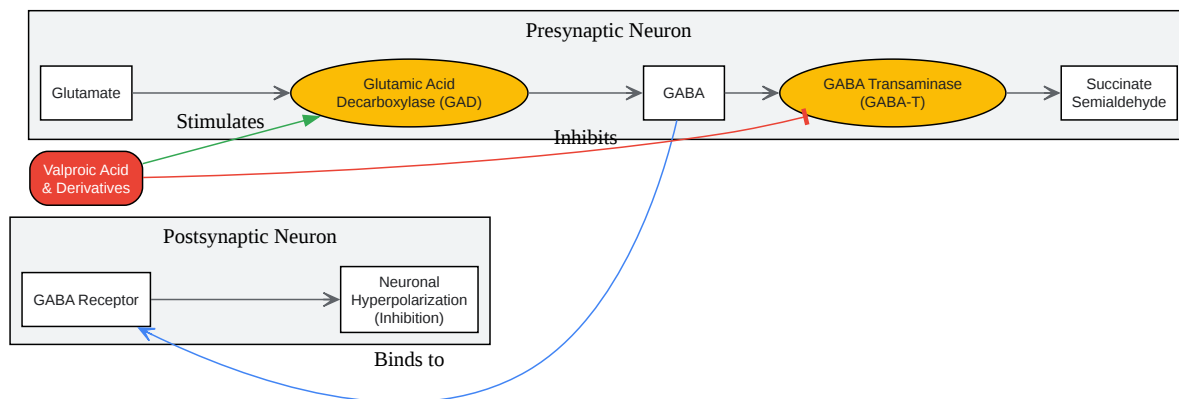 Presynaptic Neuron
Glutamate
Glutamic Acid
Decarboxylase (GAD)
GABA
GABA Transaminase
(GABA-T)
Succinate
Semialdehyde
Stimulates
Inhibits
Valproic Acid
& Derivatives
Postsynaptic Neuron
GABA Receptor
Neuronal
Hyperpolarization
(Inhibition)
Binds to